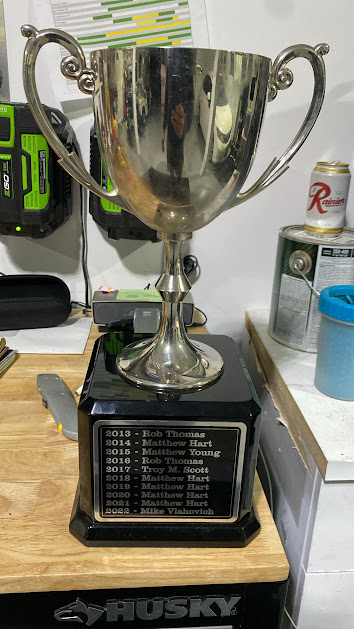 EGO
Rainier
2013 - Rob Thomas
2014 - Matthew Hart
2015 - Matthew Young
2016 - Rob Thomas
2017 - Troy M. Scott
2018 - Matthew Hart
2019 - Matthew Hart
2020 - Matthew Hart
2021 - Matthew Hart
2022 - Mike Vlahovich
HUSKY